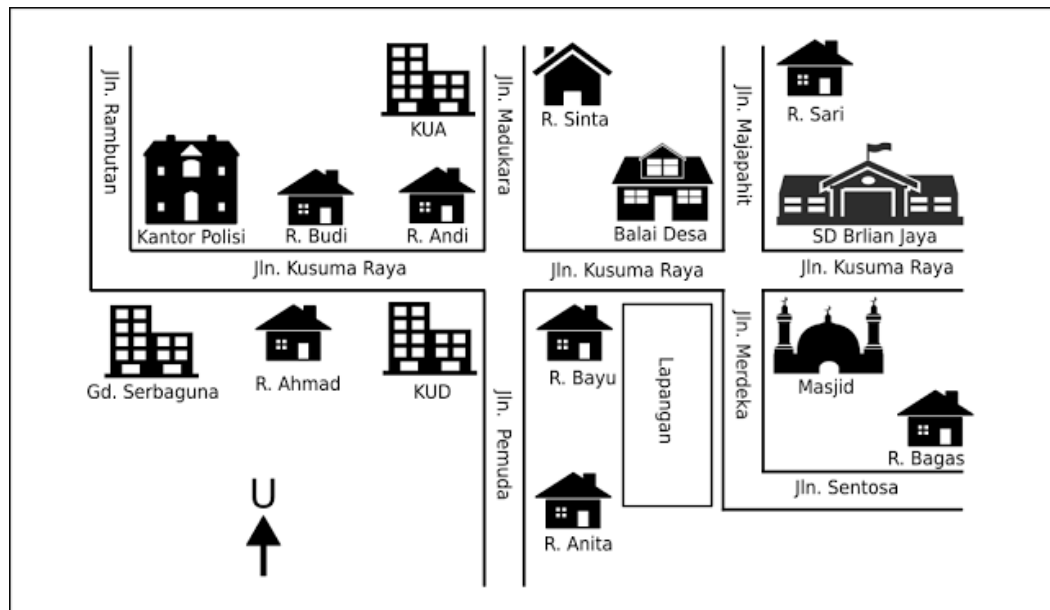 Jln. Rambutan
KUA
Jln. Madukara
R. Sinta
Jln. Majapahit
R. Sari
Kantor Polisi
R. Budi
R. Andi
Balai Desa
SD Brlian Jaya
Jln. Kusuma Raya
Jln. Kusuma Raya
Jln. Kusuma Raya
Gd. Serbaguna
R. Ahmad
KUD
Jln. Pemuda
R. Bayu
Lapangan
Jln. Merdeka
Masjid
R. Bagas
Jln. Sentosa
U
R. Anita